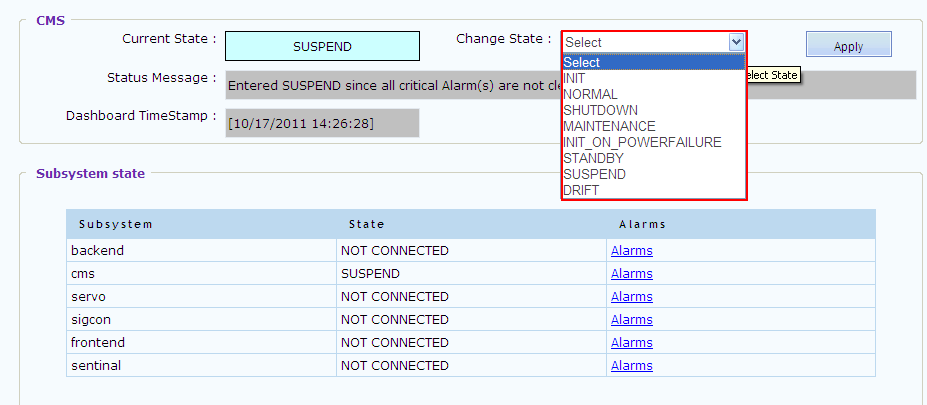 CMS
Current State : SUSPEND Change State : Select Apply
Select
elect State
INIT
Status Message : Entered SUSPEND since all critical Alarm(s) are not
NORMAL
SHUTDOWN
Dashboard TimeStamp : [10/17/2011 14:26:28]
MAINTENANCE
INIT_ON_POWERFAILURE
STANDBY
SUSPEND
DRIFT
Subsystem state
Subsystem State Alarms
backend NOT CONNECTED Alarms
cms SUSPEND Alarms
servo NOT CONNECTED Alarms
sigcon NOT CONNECTED Alarms
frontend NOT CONNECTED Alarms
sentinal NOT CONNECTED Alarms